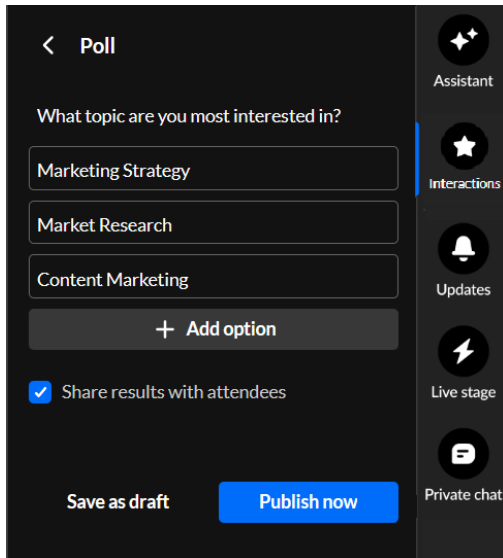 Poll
What topic are you most interested in?
Marketing Strategy
Market Research
Content Marketing
+ Add option
Share results with attendees
Save as draft
Publish now
Assistant
Interactions
Updates
Live stage
Private chat